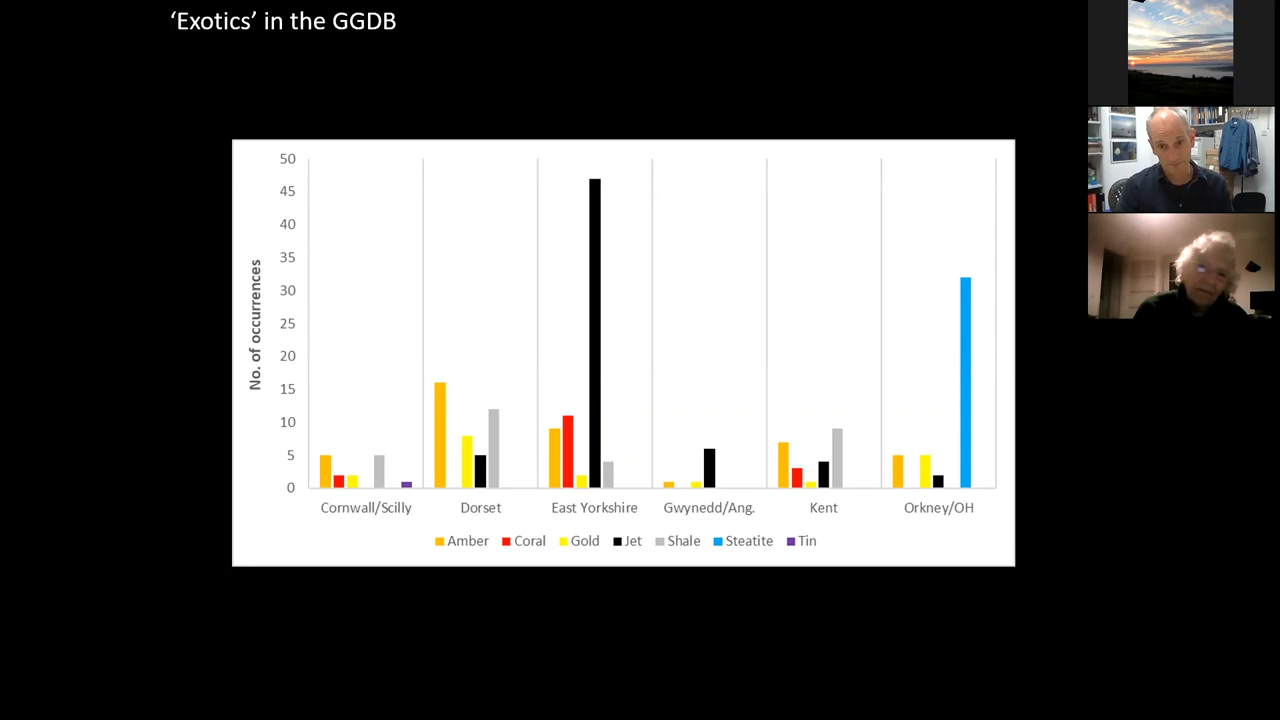 ‘Exotics’ in the GGDB
No. of occurrences
50
45
40
35
30
25
20
15
10
5
0
Cornwall/Scilly Dorset East Yorkshire Gwynedd/Ang. Kent Orkney/OH
Amber Coral Gold Jet Shale Steatite Tin